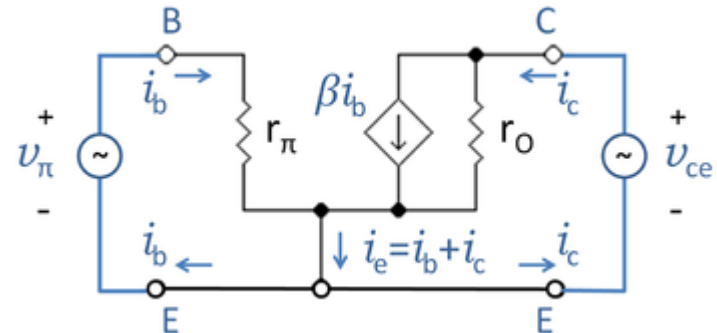 B C
i_b βi_b i_c
+ +
r_π r_O
v_π ~ ~ v_ce
- -
i_b i_e=i_b+i_c i_c
E E